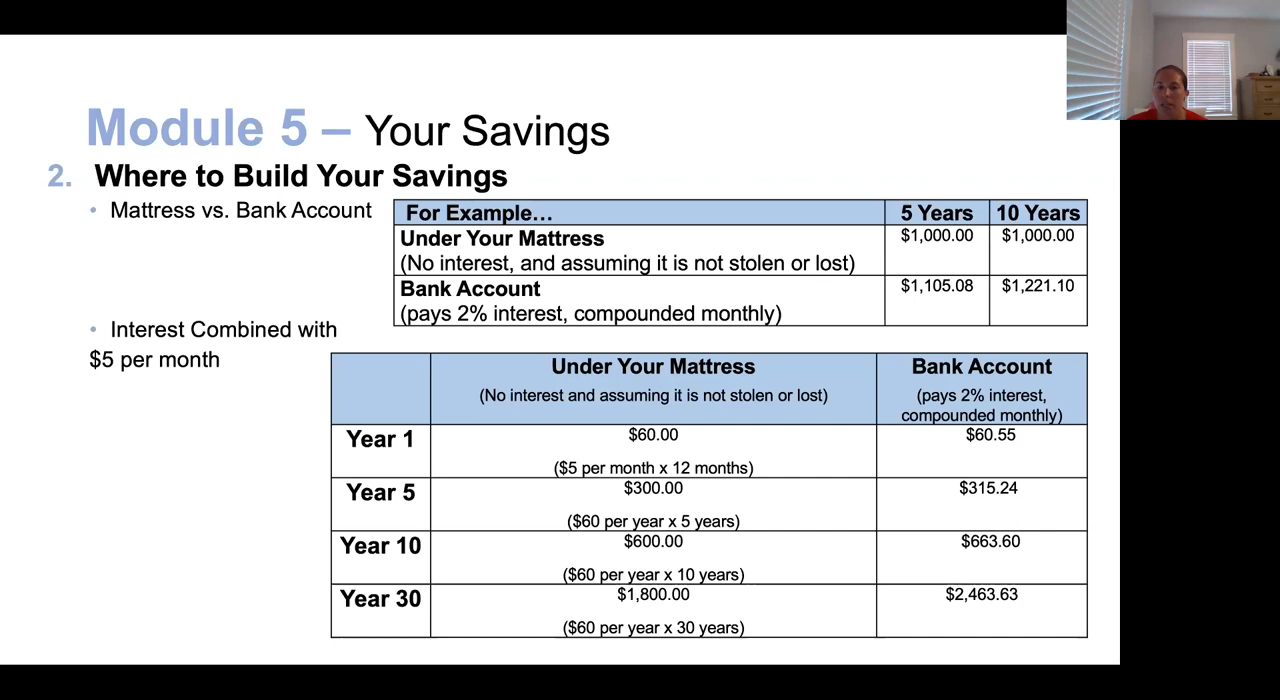 Module 5 – Your Savings
2. Where to Build Your Savings
• Mattress vs. Bank Account
For Example… 5 Years 10 Years
Under Your Mattress $1,000.00 $1,000.00
(No interest, and assuming it is not stolen or lost)
Bank Account $1,105.08 $1,221.10
(pays 2% interest, compounded monthly)
• Interest Combined with
$5 per month
Under Your Mattress Bank Account
(No interest and assuming it is not stolen or lost) (pays 2% interest,
compounded monthly)
Year 1 $60.00 $60.55
($5 per month x 12 months)
Year 5 $300.00 $315.24
($60 per year x 5 years)
Year 10 $600.00 $663.60
($60 per year x 10 years)
Year 30 $1,800.00 $2,463.63
($60 per year x 30 years)